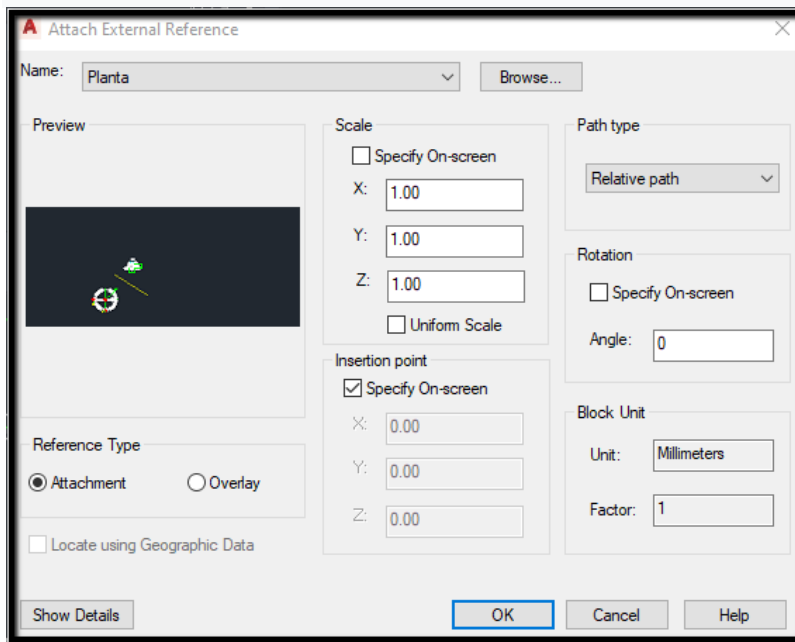 Attach External Reference
Name:
Planta
Browse...
Preview
Scale
Specify On-screen
X:
1.00
Y:
1.00
Z:
1.00
Uniform Scale
Path type
Relative path
Rotation
Specify On-screen
Angle:
0
Insertion point
Specify On-screen
X:
0.00
Y:
0.00
Z:
0.00
Block Unit
Unit:
Millimeters
Factor:
1
Reference Type
Attachment
Overlay
Locate using Geographic Data
Show Details
OK
Cancel
Help